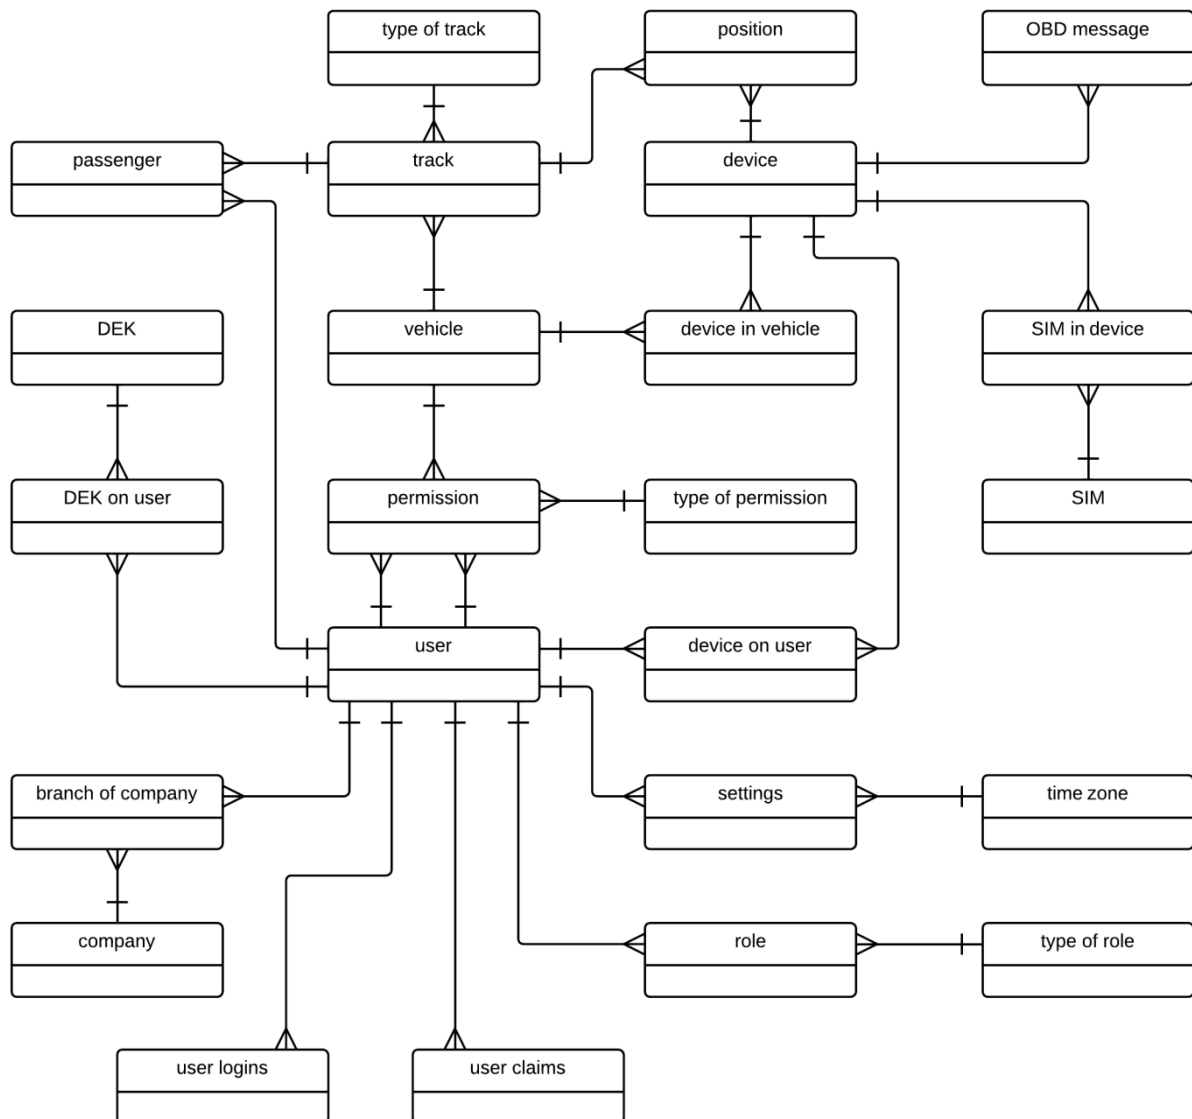 type of track
position
OBD message
passenger
track
device
DEK
vehicle
device in vehicle
SIM in device
DEK on user
permission
type of permission
SIM
user
device on user
branch of company
settings
time zone
company
role
type of role
user logins
user claims